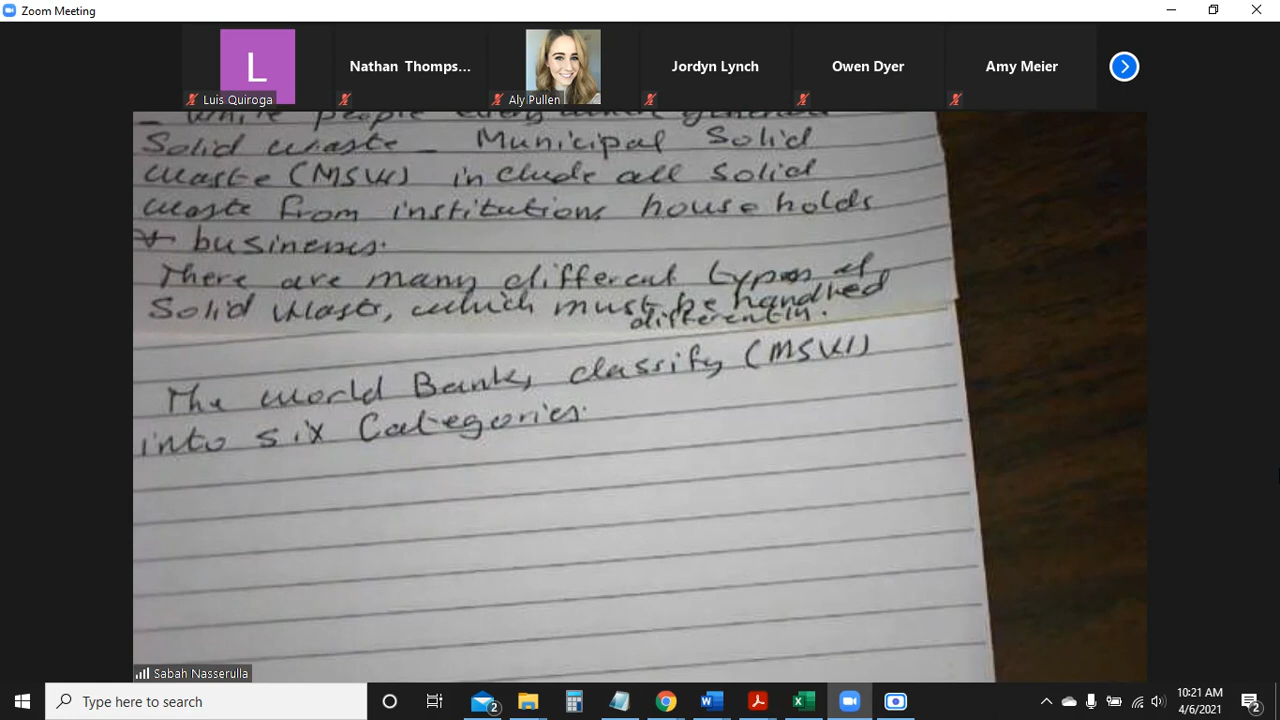 Zoom Meeting
L
Luis Quiroga
Nathan Thomps...
Aly Pullen
Jordyn Lynch
Owen Dyer
Amy Meier
people
Solid waste - Municipal Solid
Waste (MSW) include all solid
waste from institutions households
businesses.
There are many different types of
Solid Waste, which must be handled
differently.
The World Bank, classify (MSW)
into six Categories.
Sabah Nasserulla
Type here to search
2
10:21 AM
4/6/2021
2